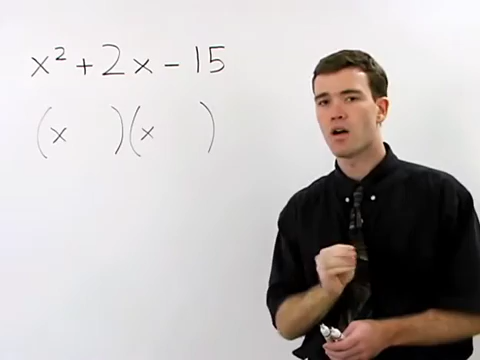 x² + 2x - 15
(x    )(x    )